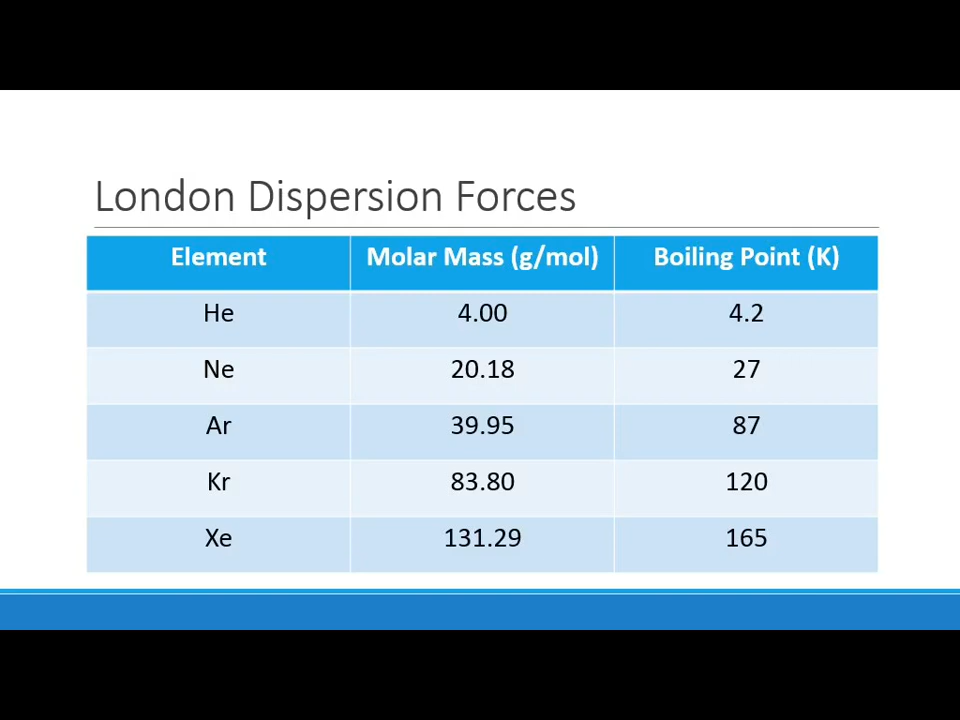 London Dispersion Forces
Element Molar Mass (g/mol) Boiling Point (K)
He 4.00 4.2
Ne 20.18 27
Ar 39.95 87
Kr 83.80 120
Xe 131.29 165